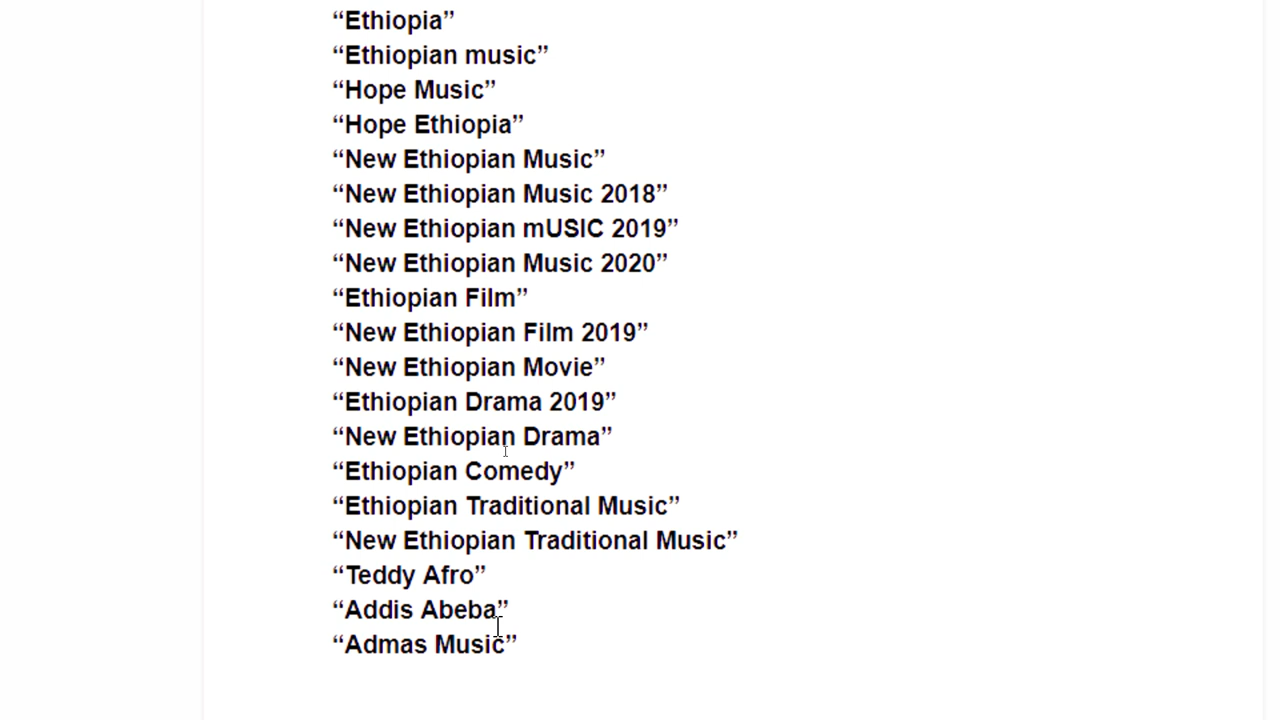 “Ethiopia”
“Ethiopian music”
“Hope Music”
“Hope Ethiopia”
“New Ethiopian Music”
“New Ethiopian Music 2018”
“New Ethiopian mUSIC 2019”
“New Ethiopian Music 2020”
“Ethiopian Film”
“New Ethiopian Film 2019”
“New Ethiopian Movie”
“Ethiopian Drama 2019”
“New Ethiopian Drama”
“Ethiopian Comedy”
“Ethiopian Traditional Music”
“New Ethiopian Traditional Music”
“Teddy Afro”
“Addis Abeba”
“Admas Music”